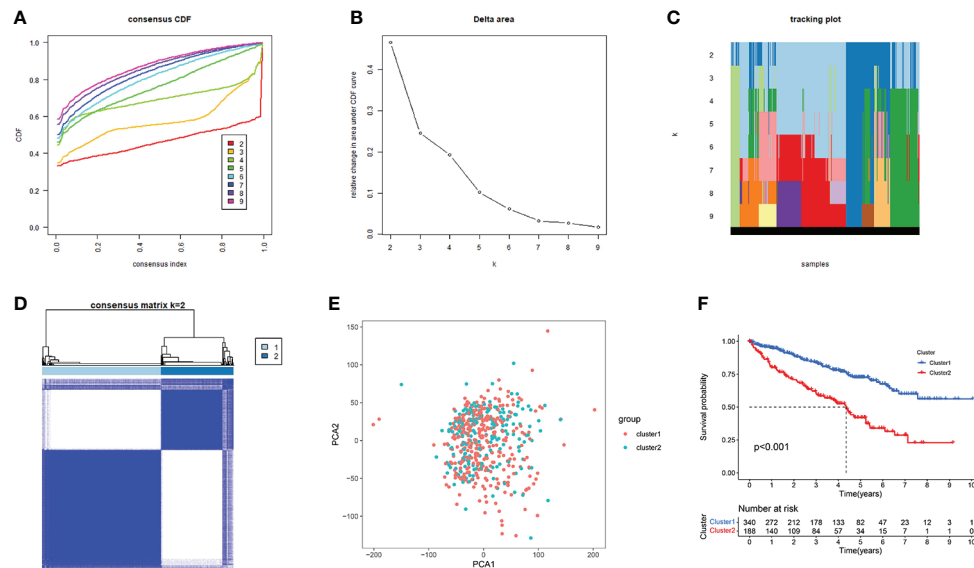 A
consensus CDF
CDF
1.0
0.8
0.6
0.4
0.2
0.0
2
3
4
5
6
7
8
9
0.0 0.2 0.4 0.6 0.8 1.0
consensus index
B
Delta area
relative change in area under CDF curve
0.4
0.3
0.2
0.1
0.0
2 3 4 5 6 7 8 9
k
C
tracking plot
k
2
3
4
5
6
7
8
9
samples
D
consensus matrix k=2
1
2
E
PCA2
150
100
50
0
−50
−100
−200 −100 0 100 200
PCA1
group
cluster1
cluster2
F
Survival probability
1.00
0.75
0.50
0.25
0.00
Cluster
Cluster1
Cluster2
p<0.001
0 1 2 3 4 5 6 7 8 9 10
Time(years)
Number at risk
Cluster
Cluster1 340 272 212 178 133 82 47 23 12 3 1
Cluster2 188 140 109 84 57 34 15 7 1 1 0
0 1 2 3 4 5 6 7 8 9 10
Time(years)